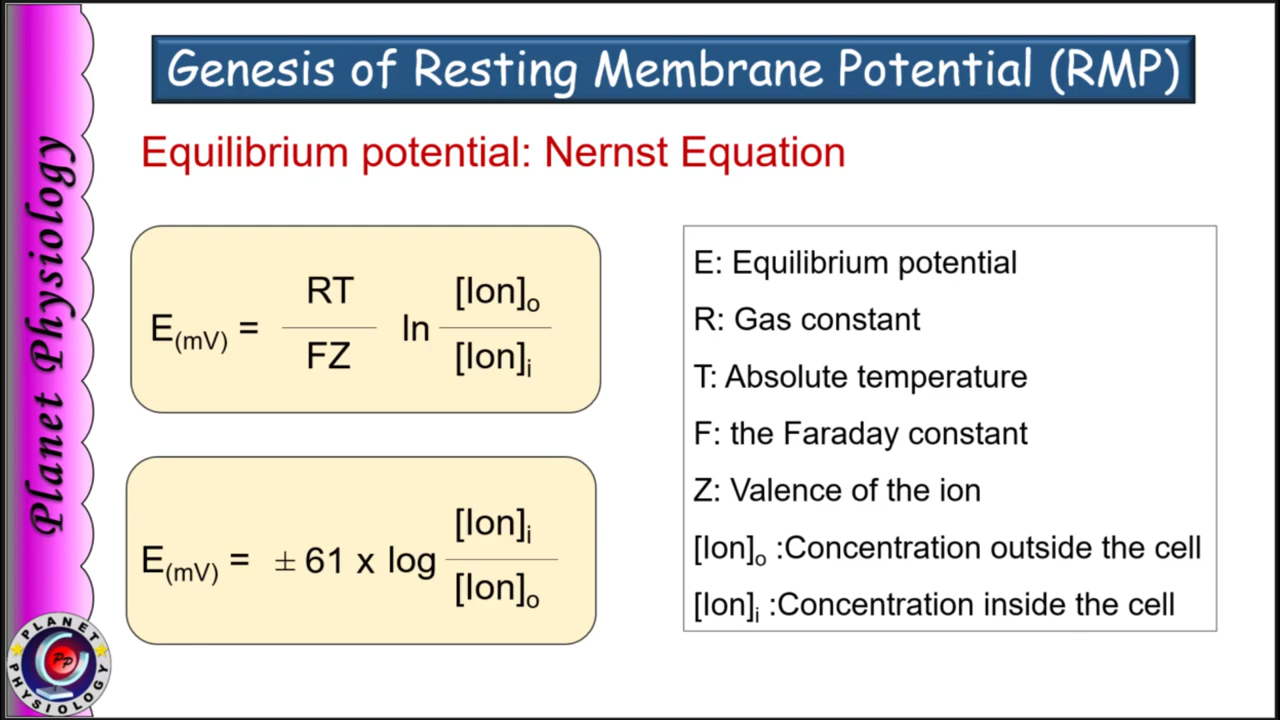 Genesis of Resting Membrane Potential (RMP)
Equilibrium potential: Nernst Equation
E(mV) = RT / FZ ln [Ion]o / [Ion]i
E(mV) = ± 61 x log [Ion]i / [Ion]o
E: Equilibrium potential
R: Gas constant
T: Absolute temperature
F: the Faraday constant
Z: Valence of the ion
[Ion]o :Concentration outside the cell
[Ion]i :Concentration inside the cell
Planet Physiology
PLANET
PP
PHYSIOLOGY